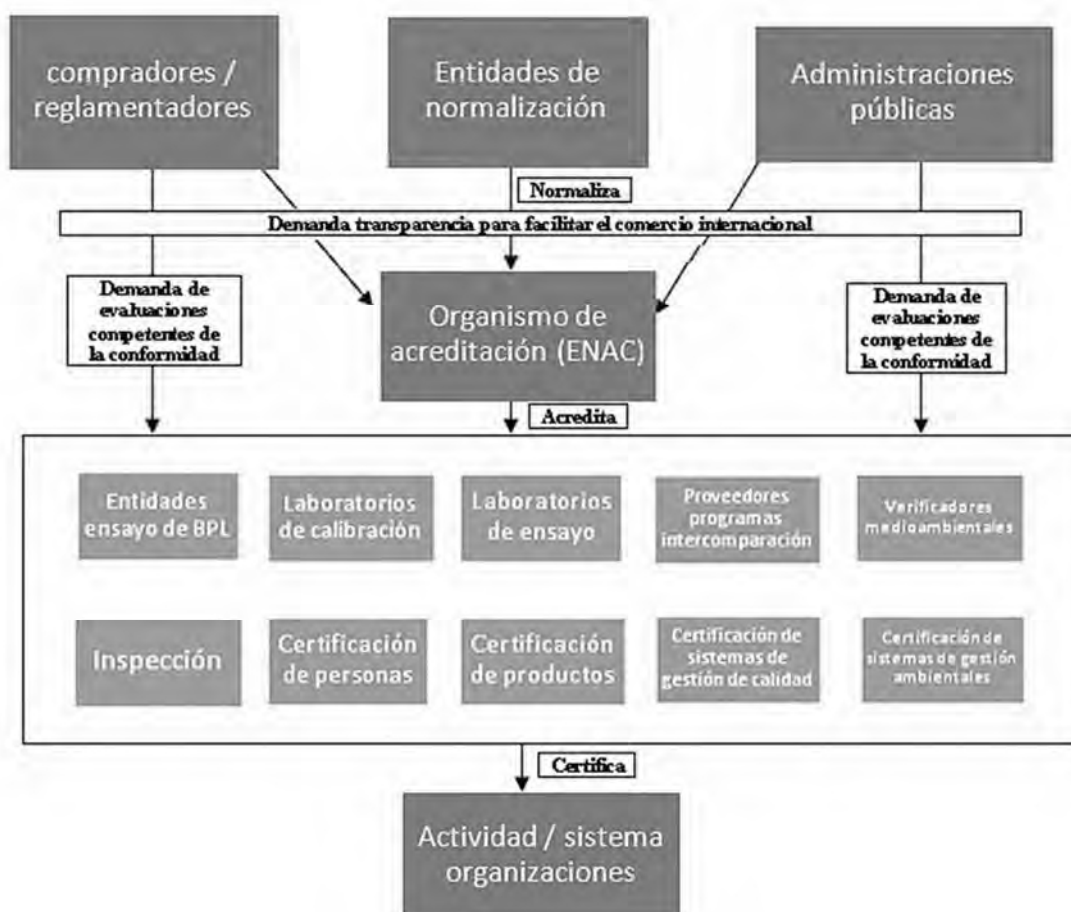 compradores /
reglamentadores
Entidades de
normalización
Administraciones
públicas
Normaliza
Demanda transparencia para facilitar el comercio internacional
Demanda de
evaluaciones
competentes de
la conformidad
Organismo de
acreditación (ENAC)
Demanda de
evaluaciones
competentes de
la conformidad
Acredita
Entidades
ensayo de BPL
Laboratorios
de calibración
Laboratorios
de ensayo
Proveedores
programas
intercomparación
Verificadores
medioambientales
Inspección
Certificación
de personas
Certificación
de productos
Certificación de
sistemas de
gestión de calidad
Certificación de
sistemas de gestión
ambientales
Certifica
Actividad / sistema
organizaciones